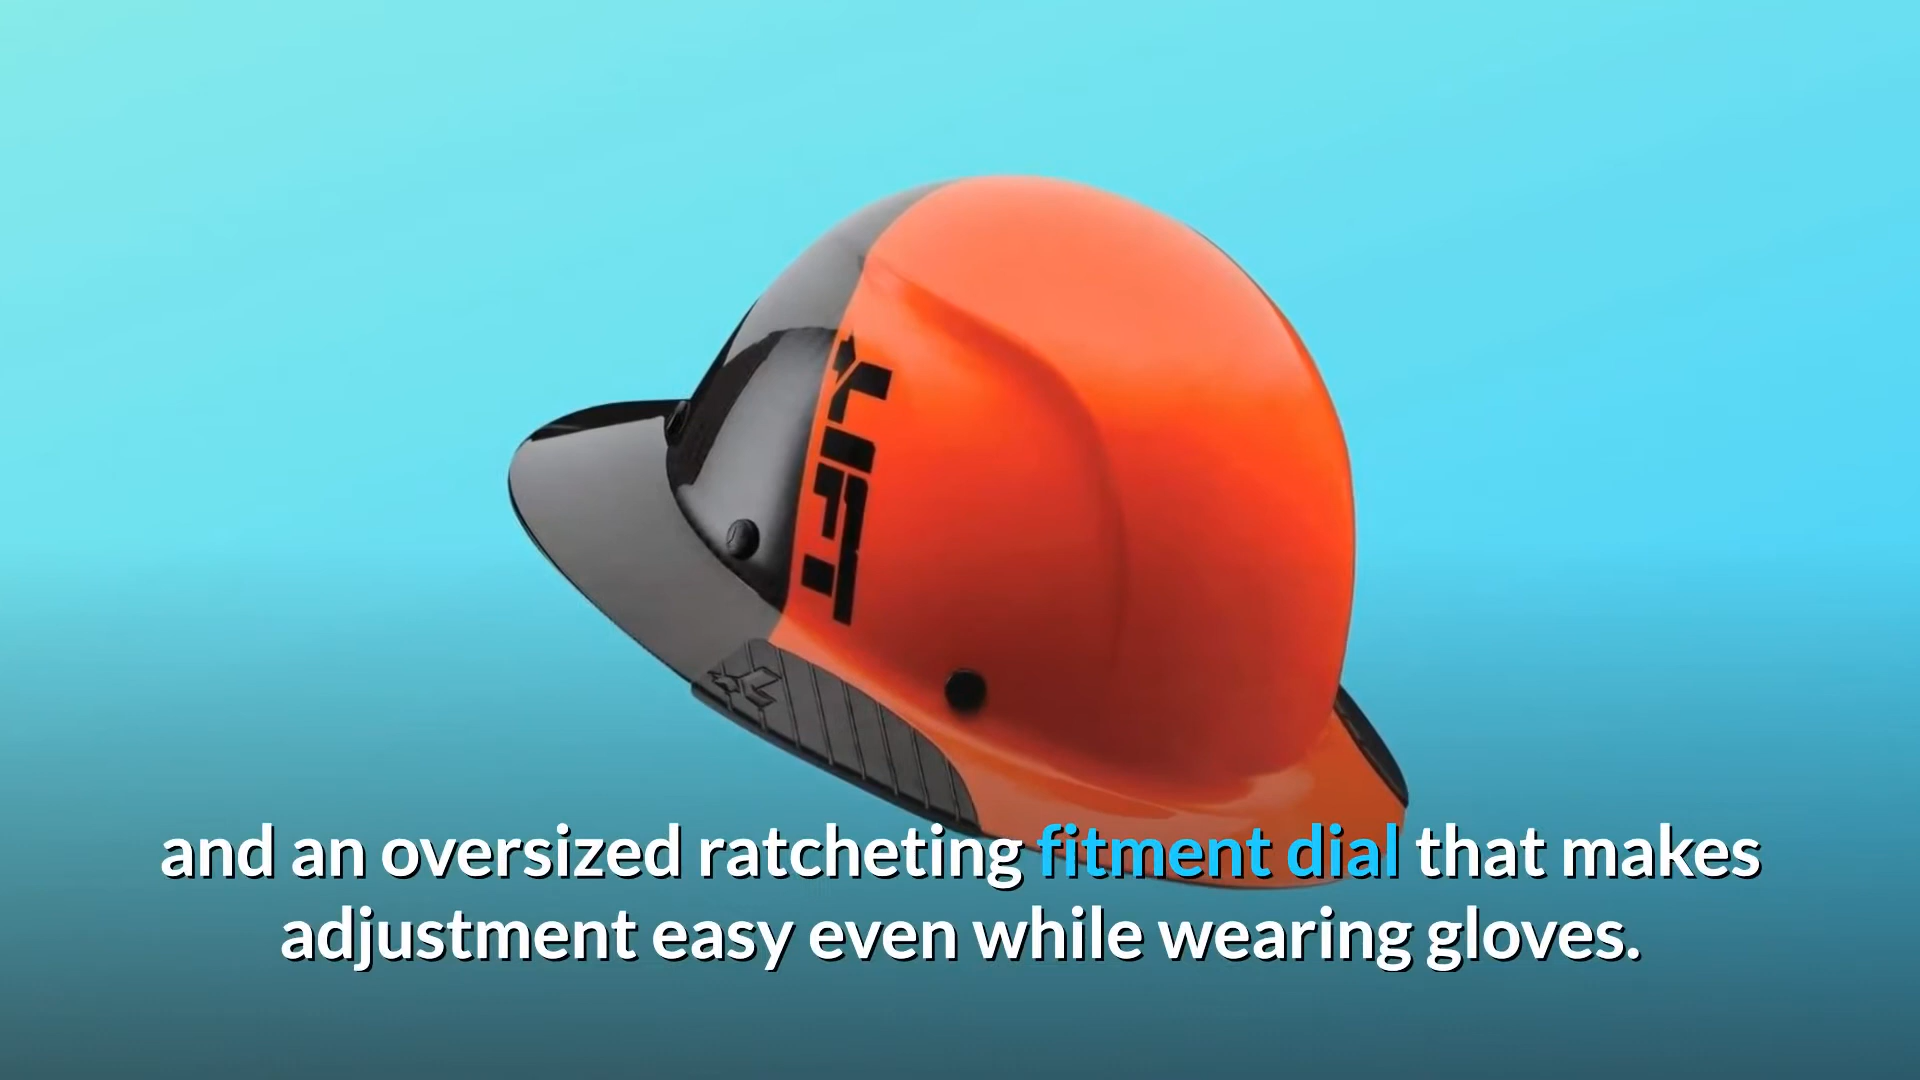 LIFT
and an oversized ratcheting fitment dial that makes
adjustment easy even while wearing gloves.